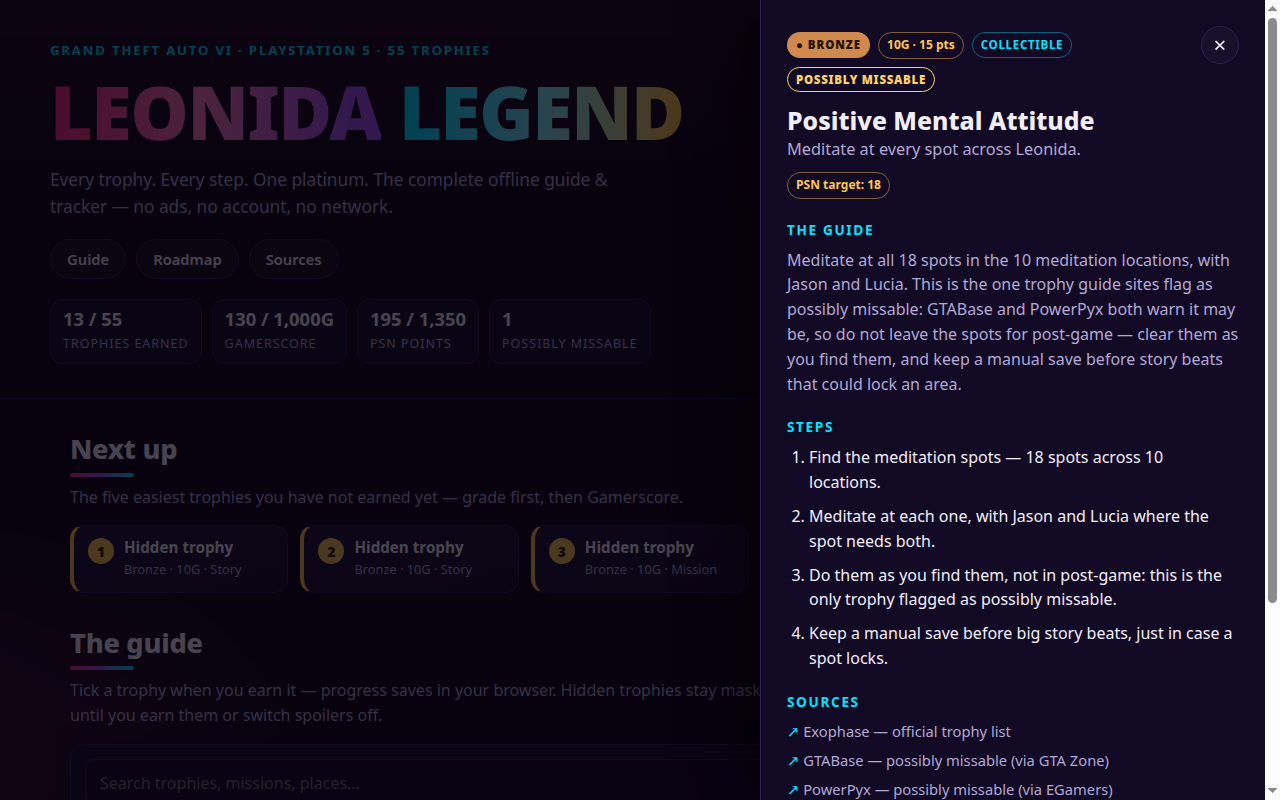 GRAND THEFT AUTO VI · PLAYSTATION 5 · 55 TROPHIES
LEONIDA LEGEND
Every trophy. Every step. One platinum. The complete offline guide &
tracker — no ads, no account, no network.
Guide
Roadmap
Sources
13 / 55
TROPHIES EARNED
130 / 1,000G
GAMERSCORE
195 / 1,350
PSN POINTS
1
POSSIBLY MISSABLE
Next up
The five easiest trophies you have not earned yet — grade first, then Gamerscore.
1
Hidden trophy
Bronze · 10G · Story
2
Hidden trophy
Bronze · 10G · Story
3
Hidden trophy
Bronze · 10G · Mission
The guide
Tick a trophy when you earn it — progress saves in your browser. Hidden trophies stay mask
until you earn them or switch spoilers off.
Search trophies, missions, places...
● BRONZE
10G · 15 pts
COLLECTIBLE
✕
POSSIBLY MISSABLE
Positive Mental Attitude
Meditate at every spot across Leonida.
PSN target: 18
THE GUIDE
Meditate at all 18 spots in the 10 meditation locations, with
Jason and Lucia. This is the one trophy guide sites flag as
possibly missable: GTABase and PowerPyx both warn it may
be, so do not leave the spots for post-game — clear them as
you find them, and keep a manual save before story beats
that could lock an area.
STEPS
1. Find the meditation spots — 18 spots across 10
locations.
2. Meditate at each one, with Jason and Lucia where the
spot needs both.
3. Do them as you find them, not in post-game: this is the
only trophy flagged as possibly missable.
4. Keep a manual save before big story beats, just in case a
spot locks.
SOURCES
↗ Exophase — official trophy list
↗ GTABase — possibly missable (via GTA Zone)
↗ PowerPyx — possibly missable (via EGamers)